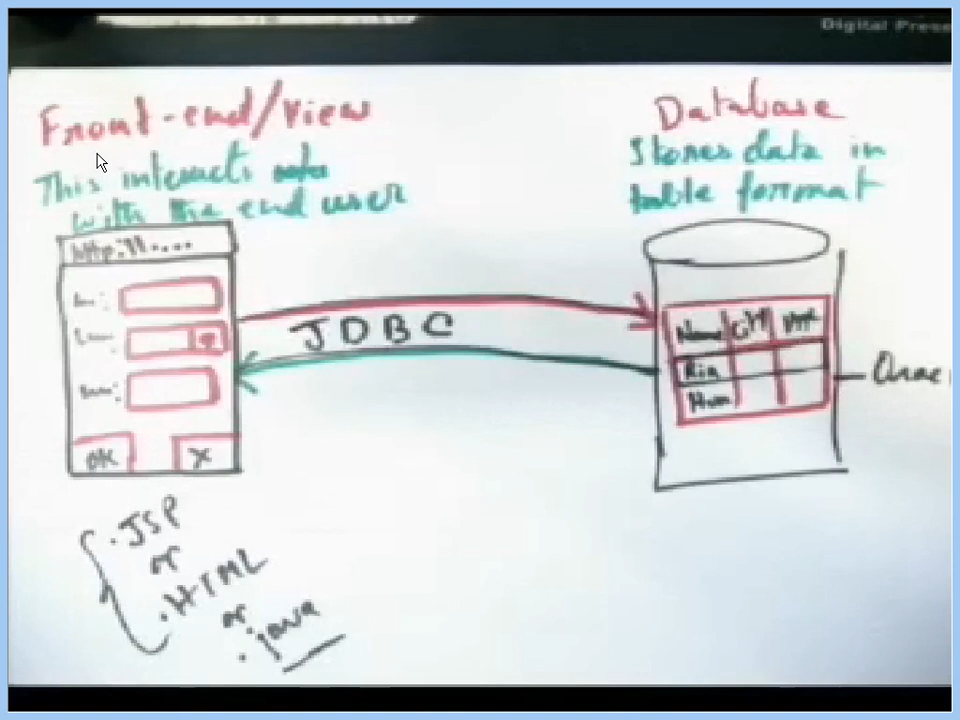 Digital Prese
Front-end/View
This interacts
with the end user
Database
Stores data in
table format
http://....
JDBC
Name
Ria
OK
X
.JSP
or
.HTML
or
.java